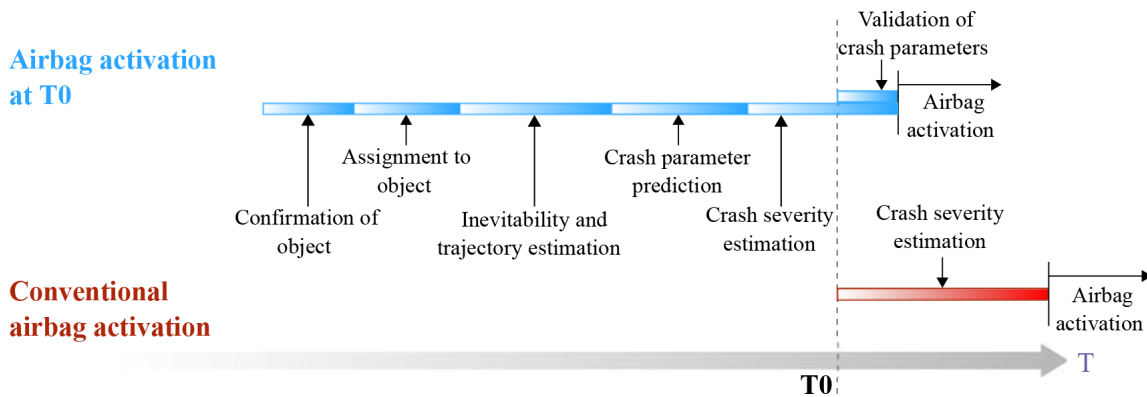 Validation of
crash parameters
Airbag activation
at T0
Airbag
activation
Assignment to
object
Crash parameter
prediction
Confirmation of
object
Inevitability and
trajectory estimation
Crash severity
estimation
Crash severity
estimation
Conventional
airbag activation
Airbag
activation
T
T0